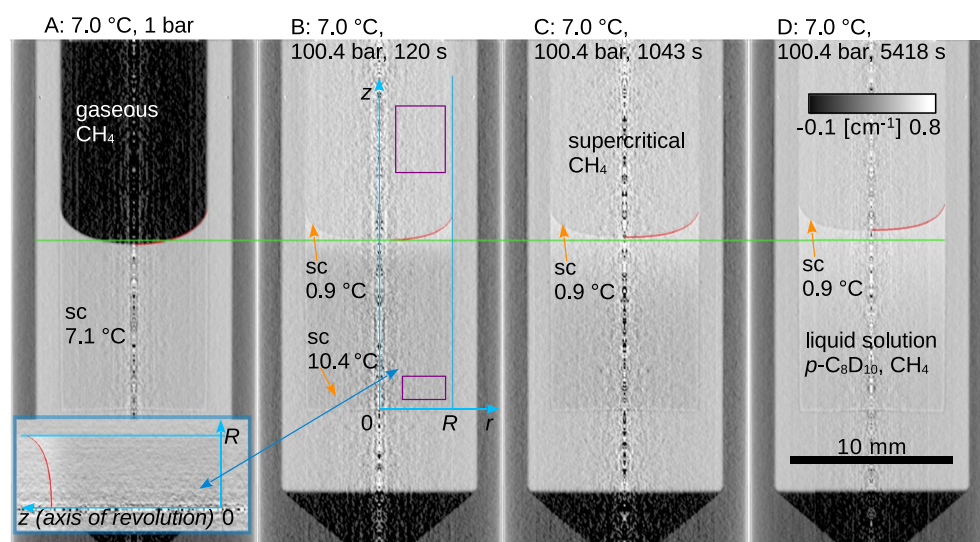 A: 7.0 °C, 1 bar
gaseous
CH₄
sc
7.1 °C
R
z (axis of revolution) 0
B: 7.0 °C,
100.4 bar, 120 s
z
sc
0.9 °C
sc
10.4 °C
0
R
r
C: 7.0 °C,
100.4 bar, 1043 s
supercritical
CH₄
sc
0.9 °C
D: 7.0 °C,
100.4 bar, 5418 s
-0.1 [cm⁻¹] 0.8
sc
0.9 °C
liquid solution
p-C₈D₁₀, CH₄
10 mm